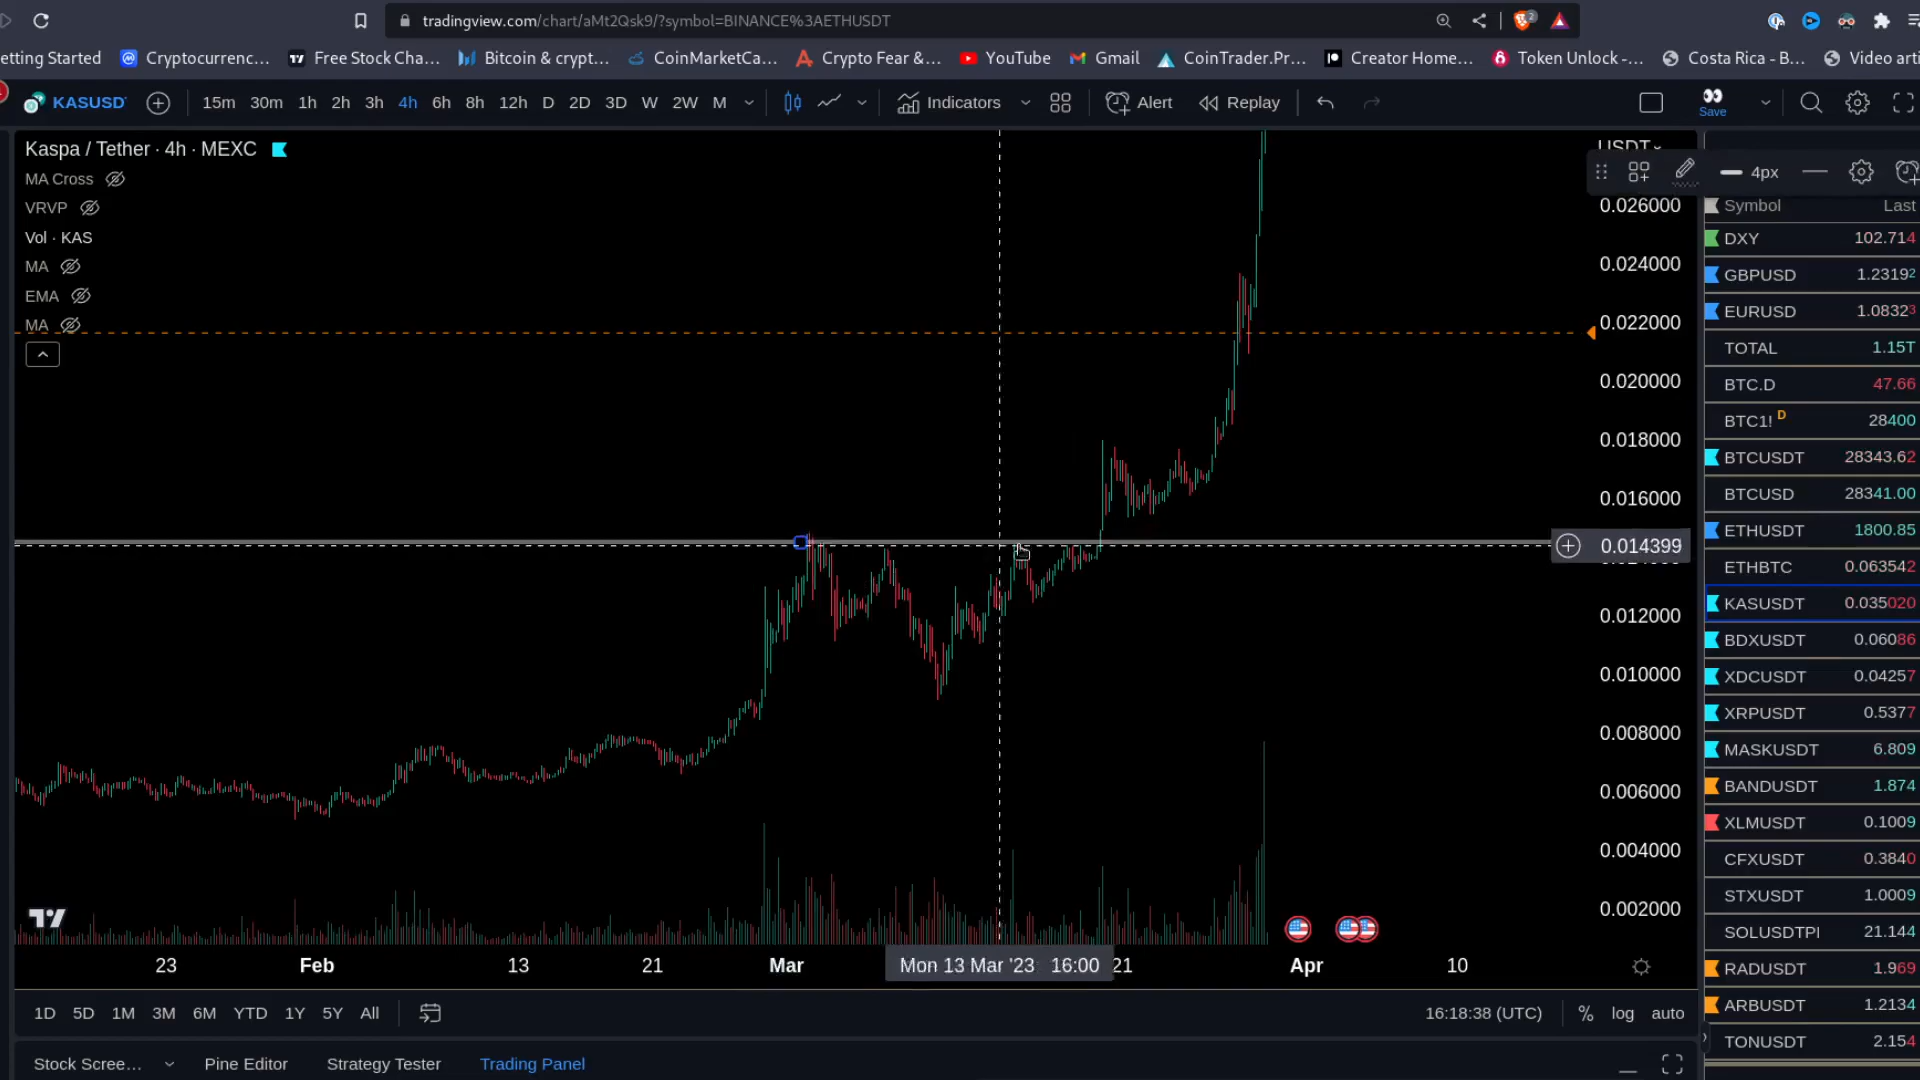 tradingview.com/chart/aMt2Qsk9/?symbol=BINANCE%3AETHUSDT
2
etting Started Cryptocurrenc... Free Stock Cha... Bitcoin & crypt... CoinMarketCa... Crypto Fear &... YouTube Gmail CoinTrader.Pr... Creator Home... Token Unlock -... Costa Rica - B... Video arti
KASUSD 15m 30m 1h 2h 3h 4h 6h 8h 12h D 2D 3D W 2W M Indicators Alert Replay Save
Kaspa / Tether · 4h · MEXC
MA Cross
VRVP
Vol · KAS
MA
EMA
MA
USDT
4px
0.026000
0.024000
0.022000
0.020000
0.018000
0.016000
0.014399
0.012000
0.010000
0.008000
0.006000
0.004000
0.002000
Symbol Last
DXY 102.714
GBPUSD 1.23192
EURUSD 1.08323
TOTAL 1.15T
BTC.D 47.66
BTC1! D 28400
BTCUSDT 28343.62
BTCUSD 28341.00
ETHUSDT 1800.85
ETHBTC 0.063542
KASUSDT 0.035020
BDXUSDT 0.06086
XDCUSDT 0.04257
XRPUSDT 0.5377
MASKUSDT 6.809
BANDUSDT 1.874
XLMUSDT 0.1009
CFXUSDT 0.3840
STXUSDT 1.0009
SOLUSDTPI 21.144
RADUSDT 1.969
ARBUSDT 1.2134
TONUSDT 2.154
23 Feb 13 21 Mar Mon 13 Mar '23 16:00 21 Apr 10
1D 5D 1M 3M 6M YTD 1Y 5Y All 16:18:38 (UTC) % log auto
Stock Scree... Pine Editor Strategy Tester Trading Panel